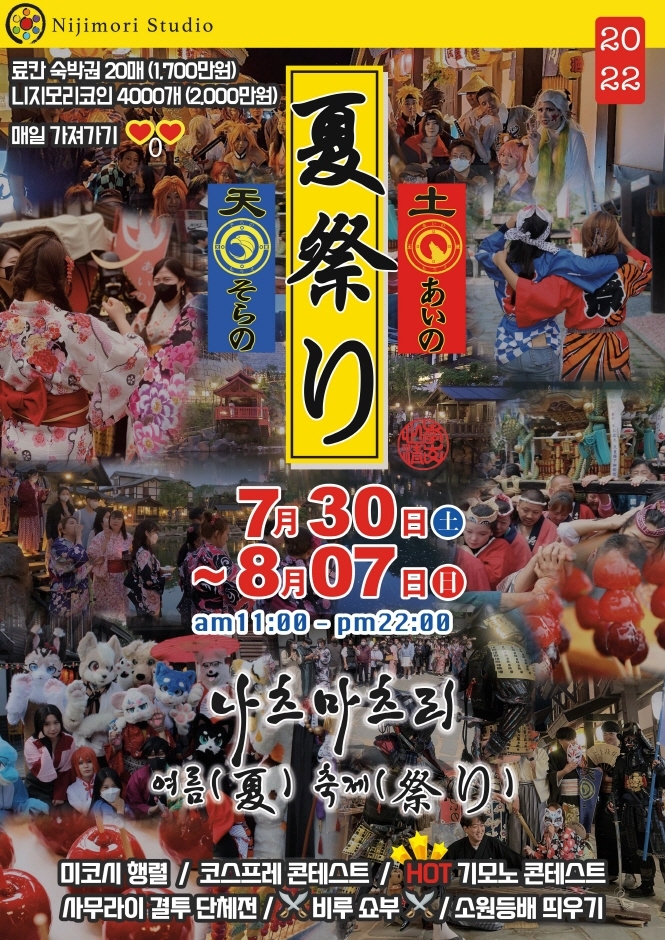 Nijimori Studio
20
22
료칸 숙박권 20매 (1,700만원)
니지모리코인 4000개 (2,000만원)
매일 가져가기
夏祭り
天
そらの
土
あいの
7月 30日 土
~ 8月 07日 日
am11:00 - pm22:00
나츠마츠리
여름(夏) 축제(祭り)
미코시 행렬 / 코스프레 콘테스트 / HOT 기모노 콘테스트
사무라이 결투 단체전 / 비루 쇼부 / 소원등배 띄우기